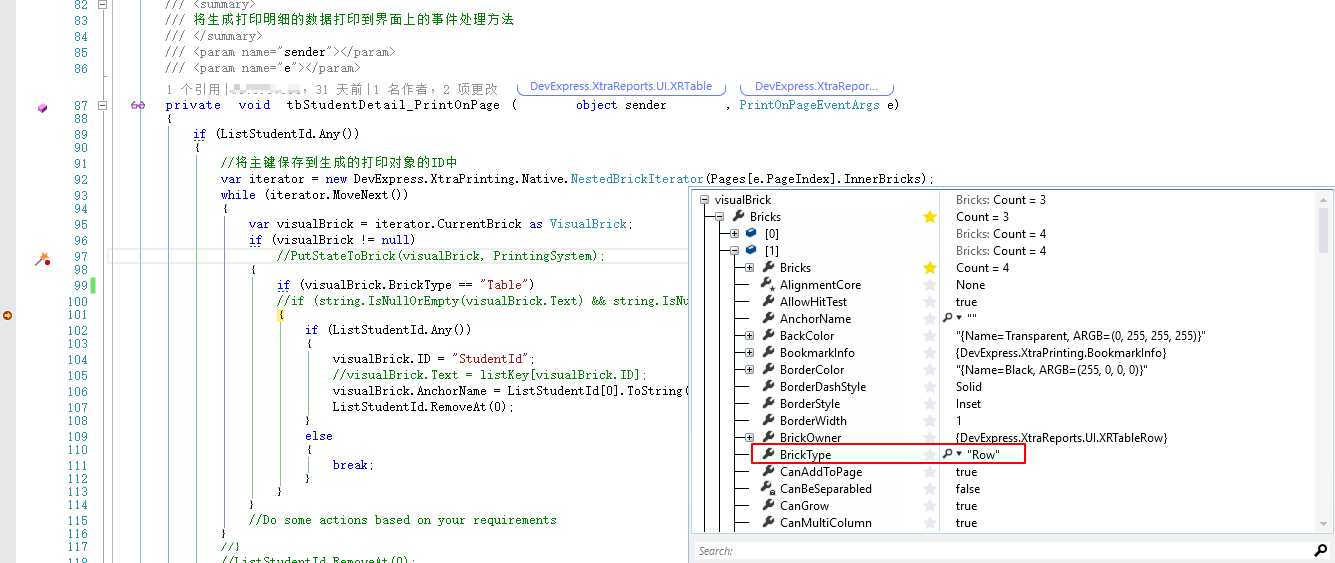 82 /// <summary>
83 /// 将生成打印明细的数据打印到界面上的事件处理方法
84 /// </summary>
85 /// <param name="sender"></param>
86 /// <param name="e"></param>
1 个引用|
, 31 天前|1 名作者, 2 项更改
DevExpress.XtraReports.UI.XRTable
DevExpress.XtraRepor...
87 private void tbStudentDetail_PrintOnPage ( object sender , PrintOnPageEventArgs e)
88 {
89 if (ListStudentId.Any())
90 {
91 //将主键保存到生成的打印对象的ID中
92 var iterator = new DevExpress.XtraPrinting.Native.NestedBrickIterator(Pages[e.PageIndex].InnerBricks);
93 while (iterator.MoveNext())
94 {
95 var visualBrick = iterator.CurrentBrick as VisualBrick;
96 if (visualBrick != null)
97 //PutStateToBrick(visualBrick, PrintingSystem);
98 {
99 if (visualBrick.BrickType == "Table")
100 //if (string.IsNullOrEmpty(visualBrick.Text) && string.IsNu
101 {
102 if (ListStudentId.Any())
103 {
104 visualBrick.ID = "StudentId";
105 //visualBrick.Text = listKey[visualBrick.ID];
106 visualBrick.AnchorName = ListStudentId[0].ToString(
107 ListStudentId.RemoveAt(0);
108 }
109 else
110 {
111 break;
112 }
113 }
114 }
115 //Do some actions based on your requirements
116 }
117 //}
118 //ListStudentId.RemoveAt(0);
visualBrick Bricks: Count = 3
Bricks Count = 3
[0] Bricks: Count = 4
[1] Bricks: Count = 4
Bricks Count = 4
AlignmentCore None
AllowHitTest true
AnchorName ""
BackColor "{Name=Transparent, ARGB=(0, 255, 255, 255)}"
BookmarkInfo {DevExpress.XtraPrinting.BookmarkInfo}
BorderColor "{Name=Black, ARGB=(255, 0, 0, 0)}"
BorderDashStyle Solid
BorderStyle Inset
BorderWidth 1
BrickOwner {DevExpress.XtraReports.UI.XRTableRow}
BrickType "Row"
CanAddToPage true
CanBeSeparabled false
CanGrow true
CanMultiColumn true
Search: